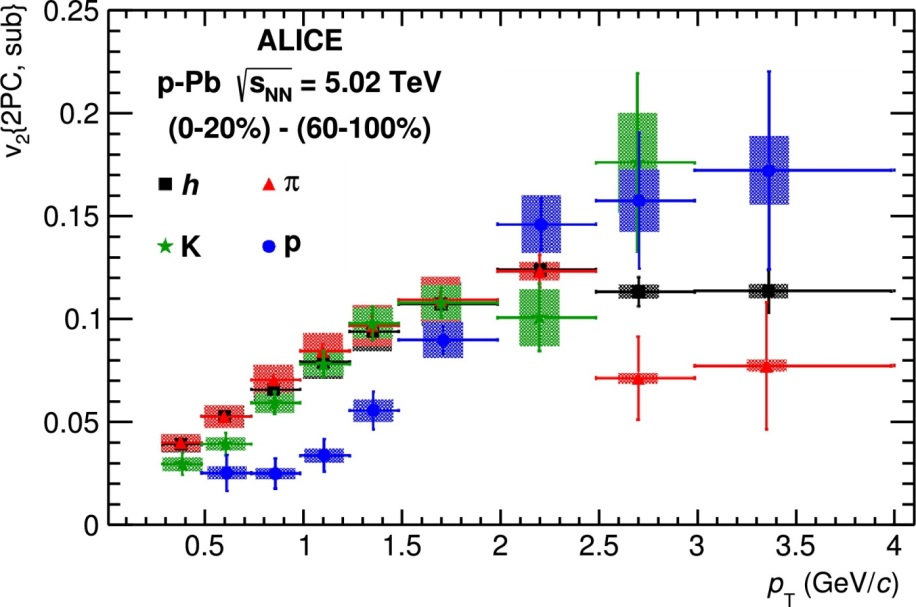 v₂{2PC, sub}
0.25
0.2
0.15
0.1
0.05
0
ALICE
p-Pb √sNN = 5.02 TeV
(0-20%) - (60-100%)
h π
K p
0.5 1 1.5 2 2.5 3 3.5 4
pT (GeV/c)